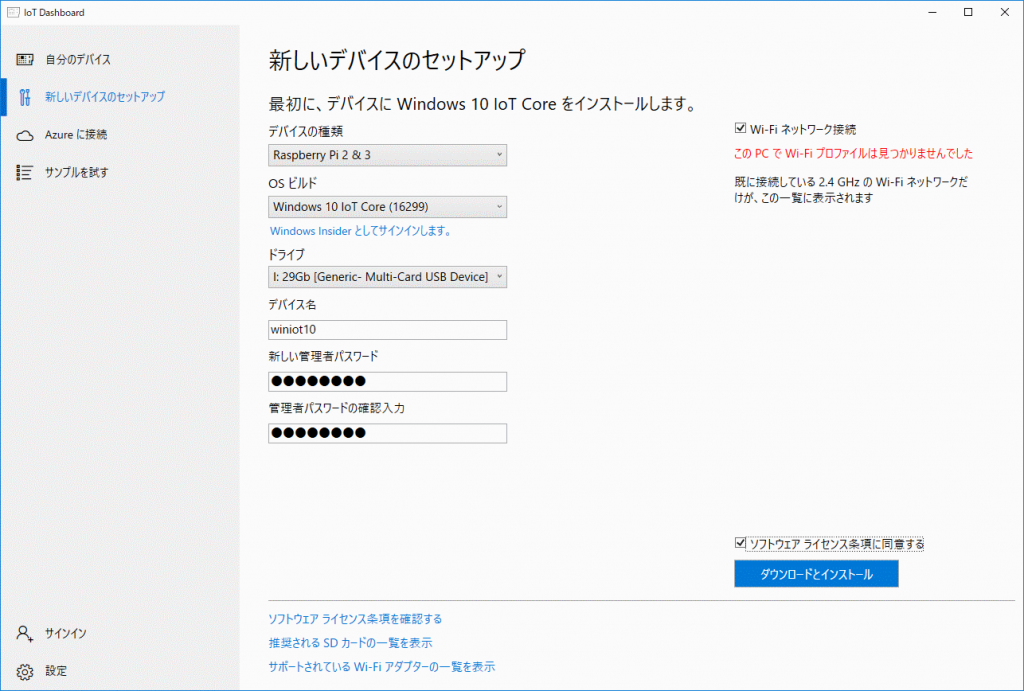 IoT Dashboard
自分のデバイス
新しいデバイスのセットアップ
Azure に接続
サンプルを試す
サインイン
設定
新しいデバイスのセットアップ
最初に、デバイスに Windows 10 IoT Core をインストールします。
デバイスの種類
Raspberry Pi 2 & 3
OS ビルド
Windows 10 IoT Core (16299)
Windows Insider としてサインインします。
ドライブ
I: 29Gb [Generic- Multi-Card USB Device]
デバイス名
winiot10
新しい管理者パスワード
●●●●●●●●
管理者パスワードの確認入力
●●●●●●●●
Wi-Fi ネットワーク接続
この PC で Wi-Fi プロファイルは見つかりませんでした
既に接続している 2.4 GHz の Wi-Fi ネットワークだ
けが、この一覧に表示されます
ソフトウェア ライセンス条項に同意する
ダウンロードとインストール
ソフトウェア ライセンス条項を確認する
推奨される SD カードの一覧を表示
サポートされている Wi-Fi アダプターの一覧を表示